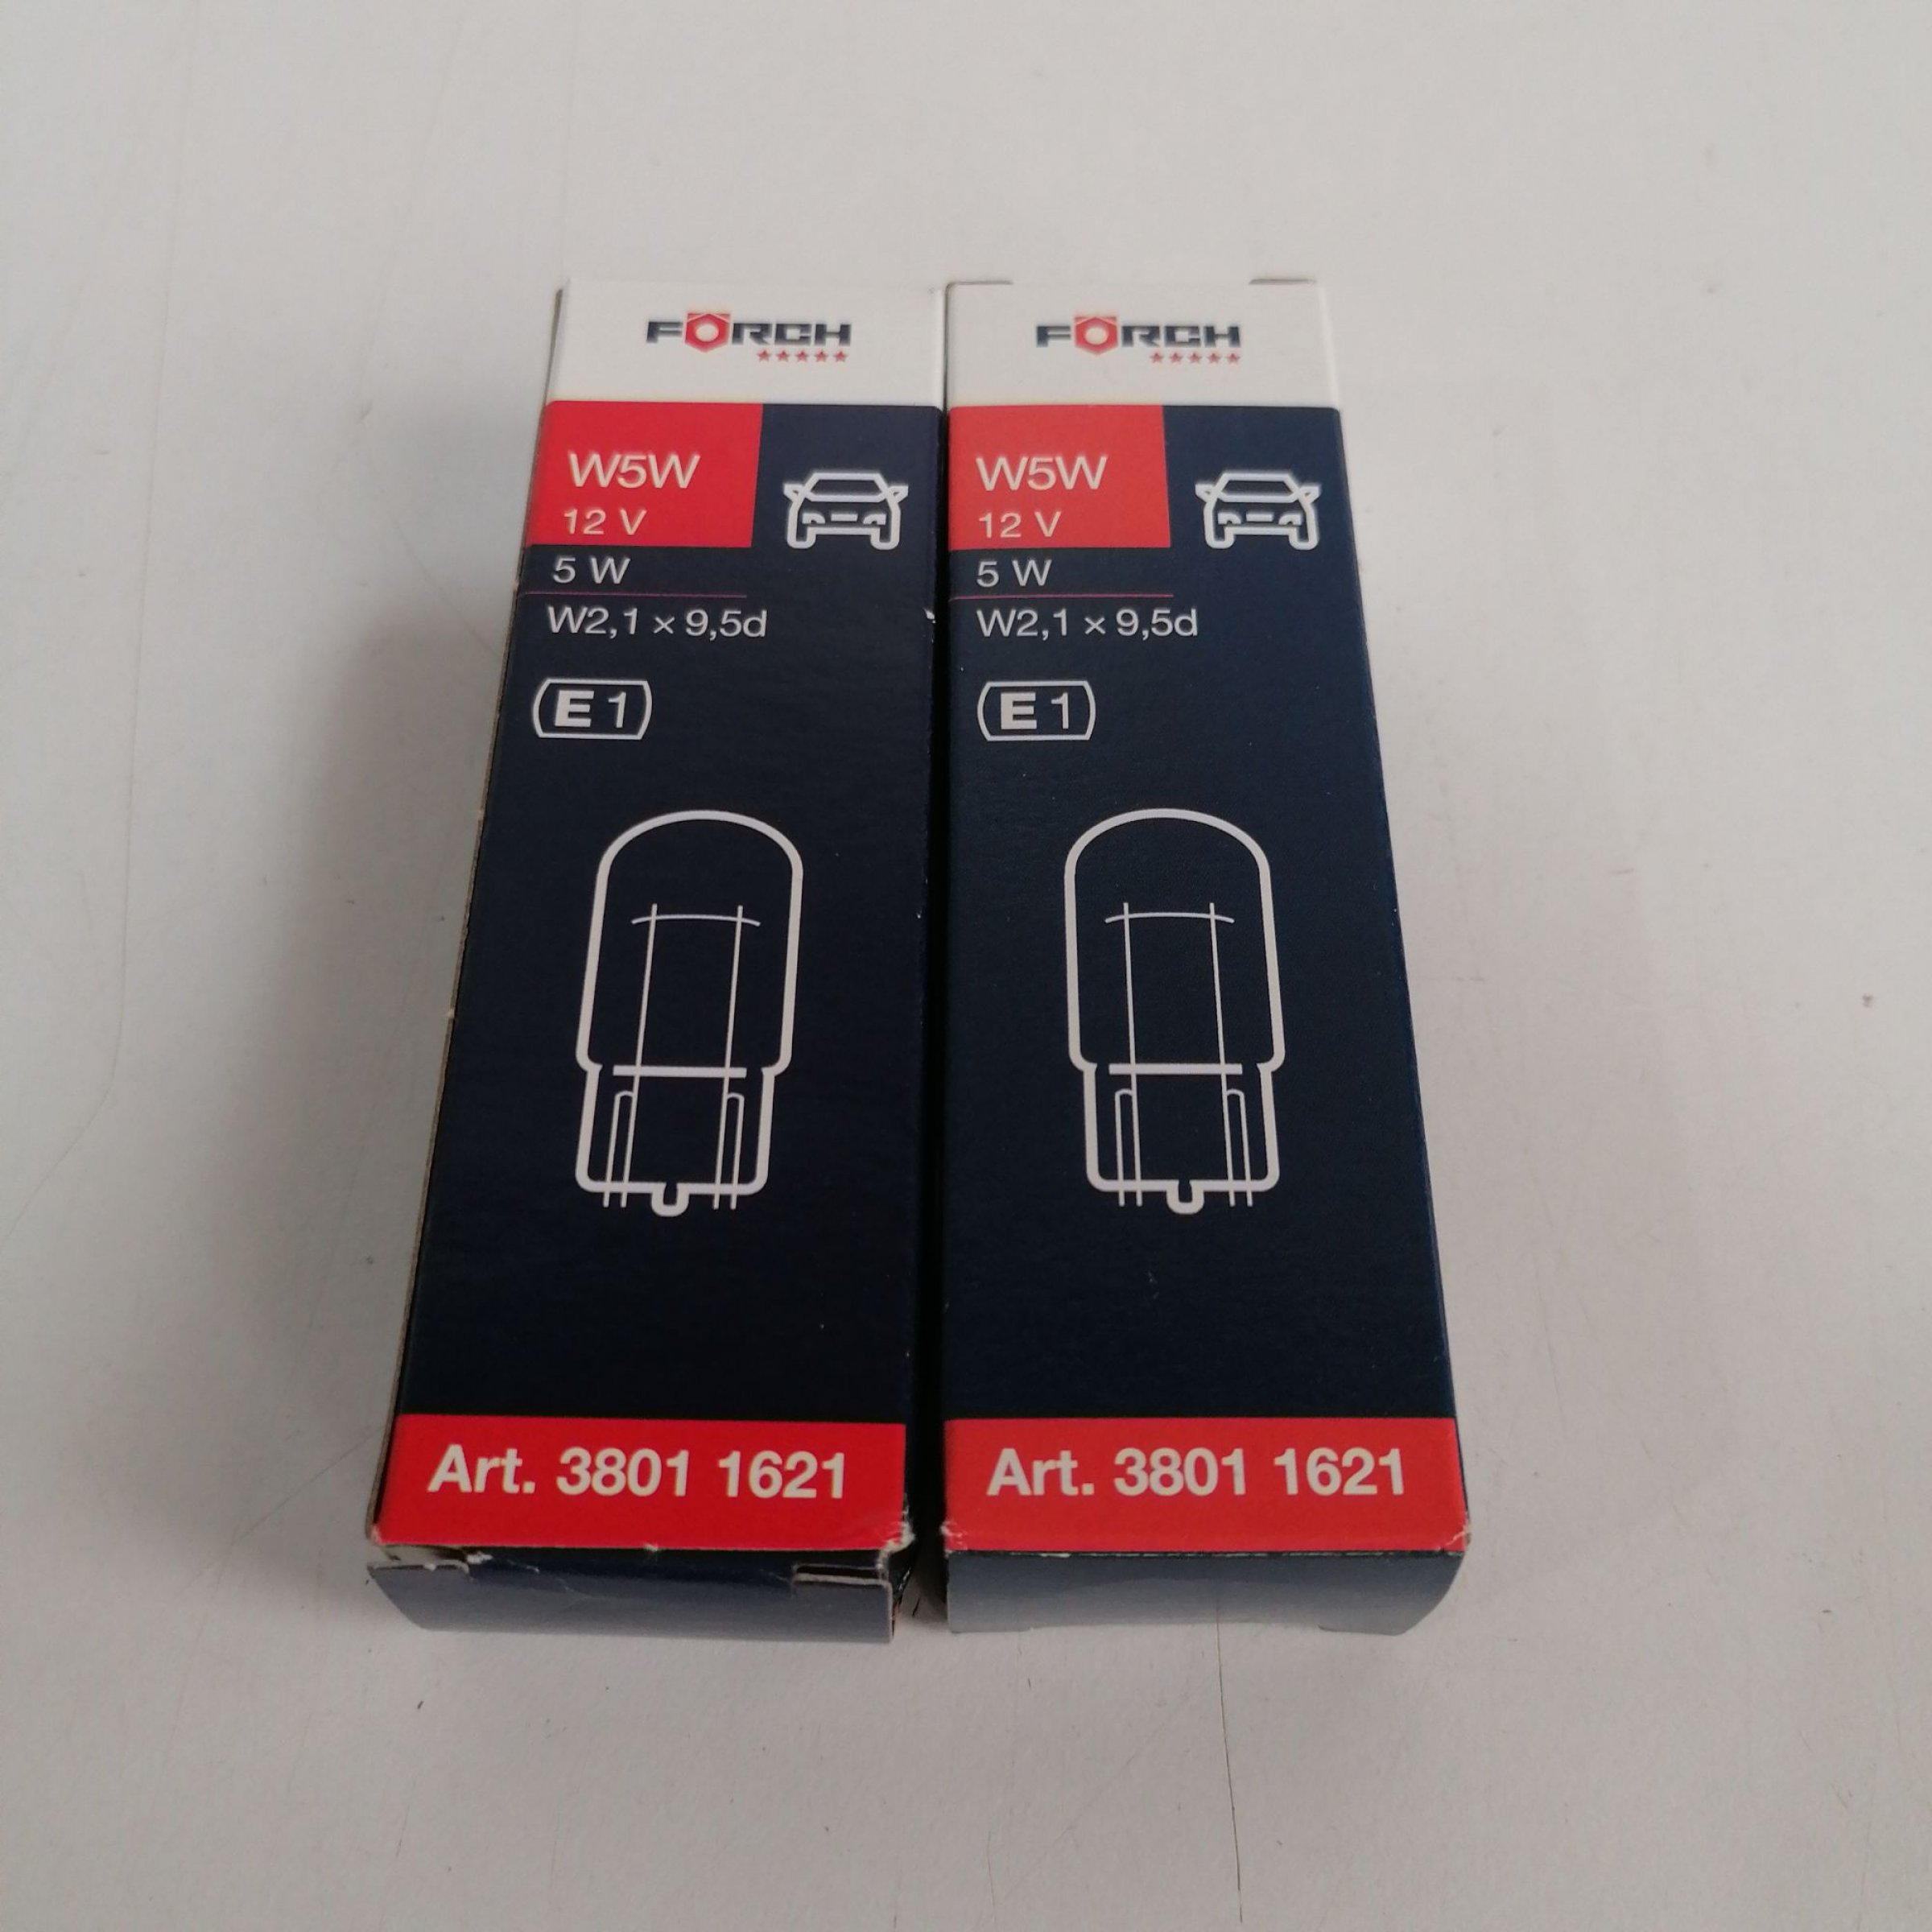 FÖRCH
W5W
12 V
5 W
W2,1 × 9,5d
E1
Art. 3801 1621
FÖRCH
W5W
12 V
5 W
W2,1 × 9,5d
E1
Art. 3801 1621